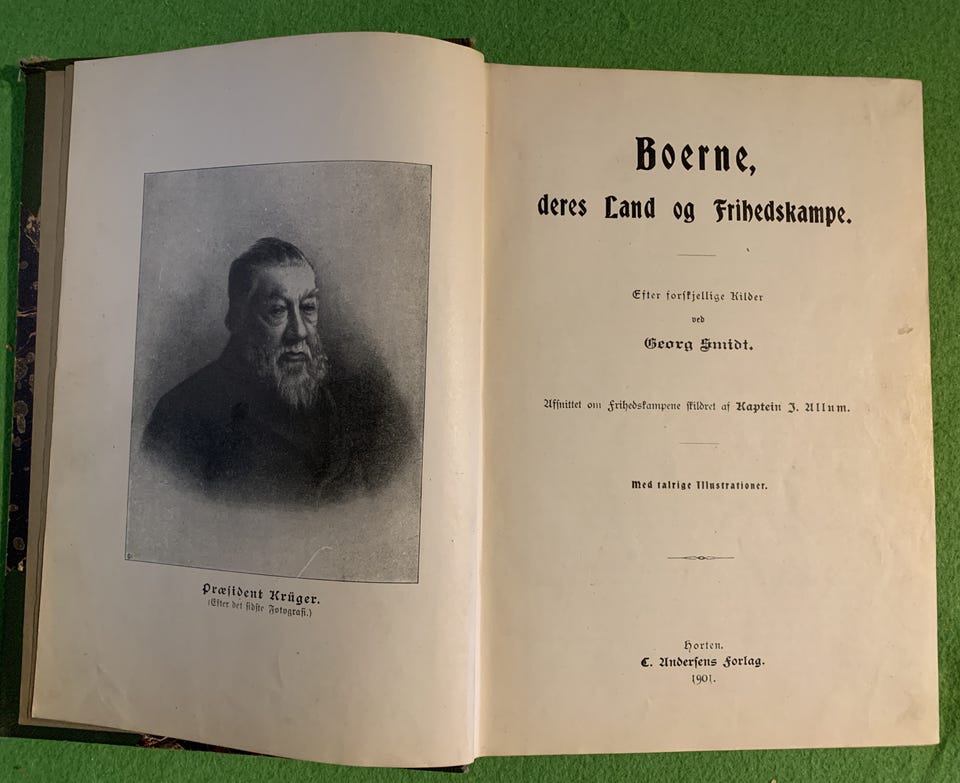 Præsident Krüger.
(Efter det sidste Fotografi.)
Boerne,
deres Land og Frihedskampe.
Efter forskjellige Kilder
ved
Georg Smidt.
Afsnittet om Frihedskampene skildret af Kaptein J. Allum.
Med talrige Illustrationer.
Horten.
C. Andersens Forlag.
1901.